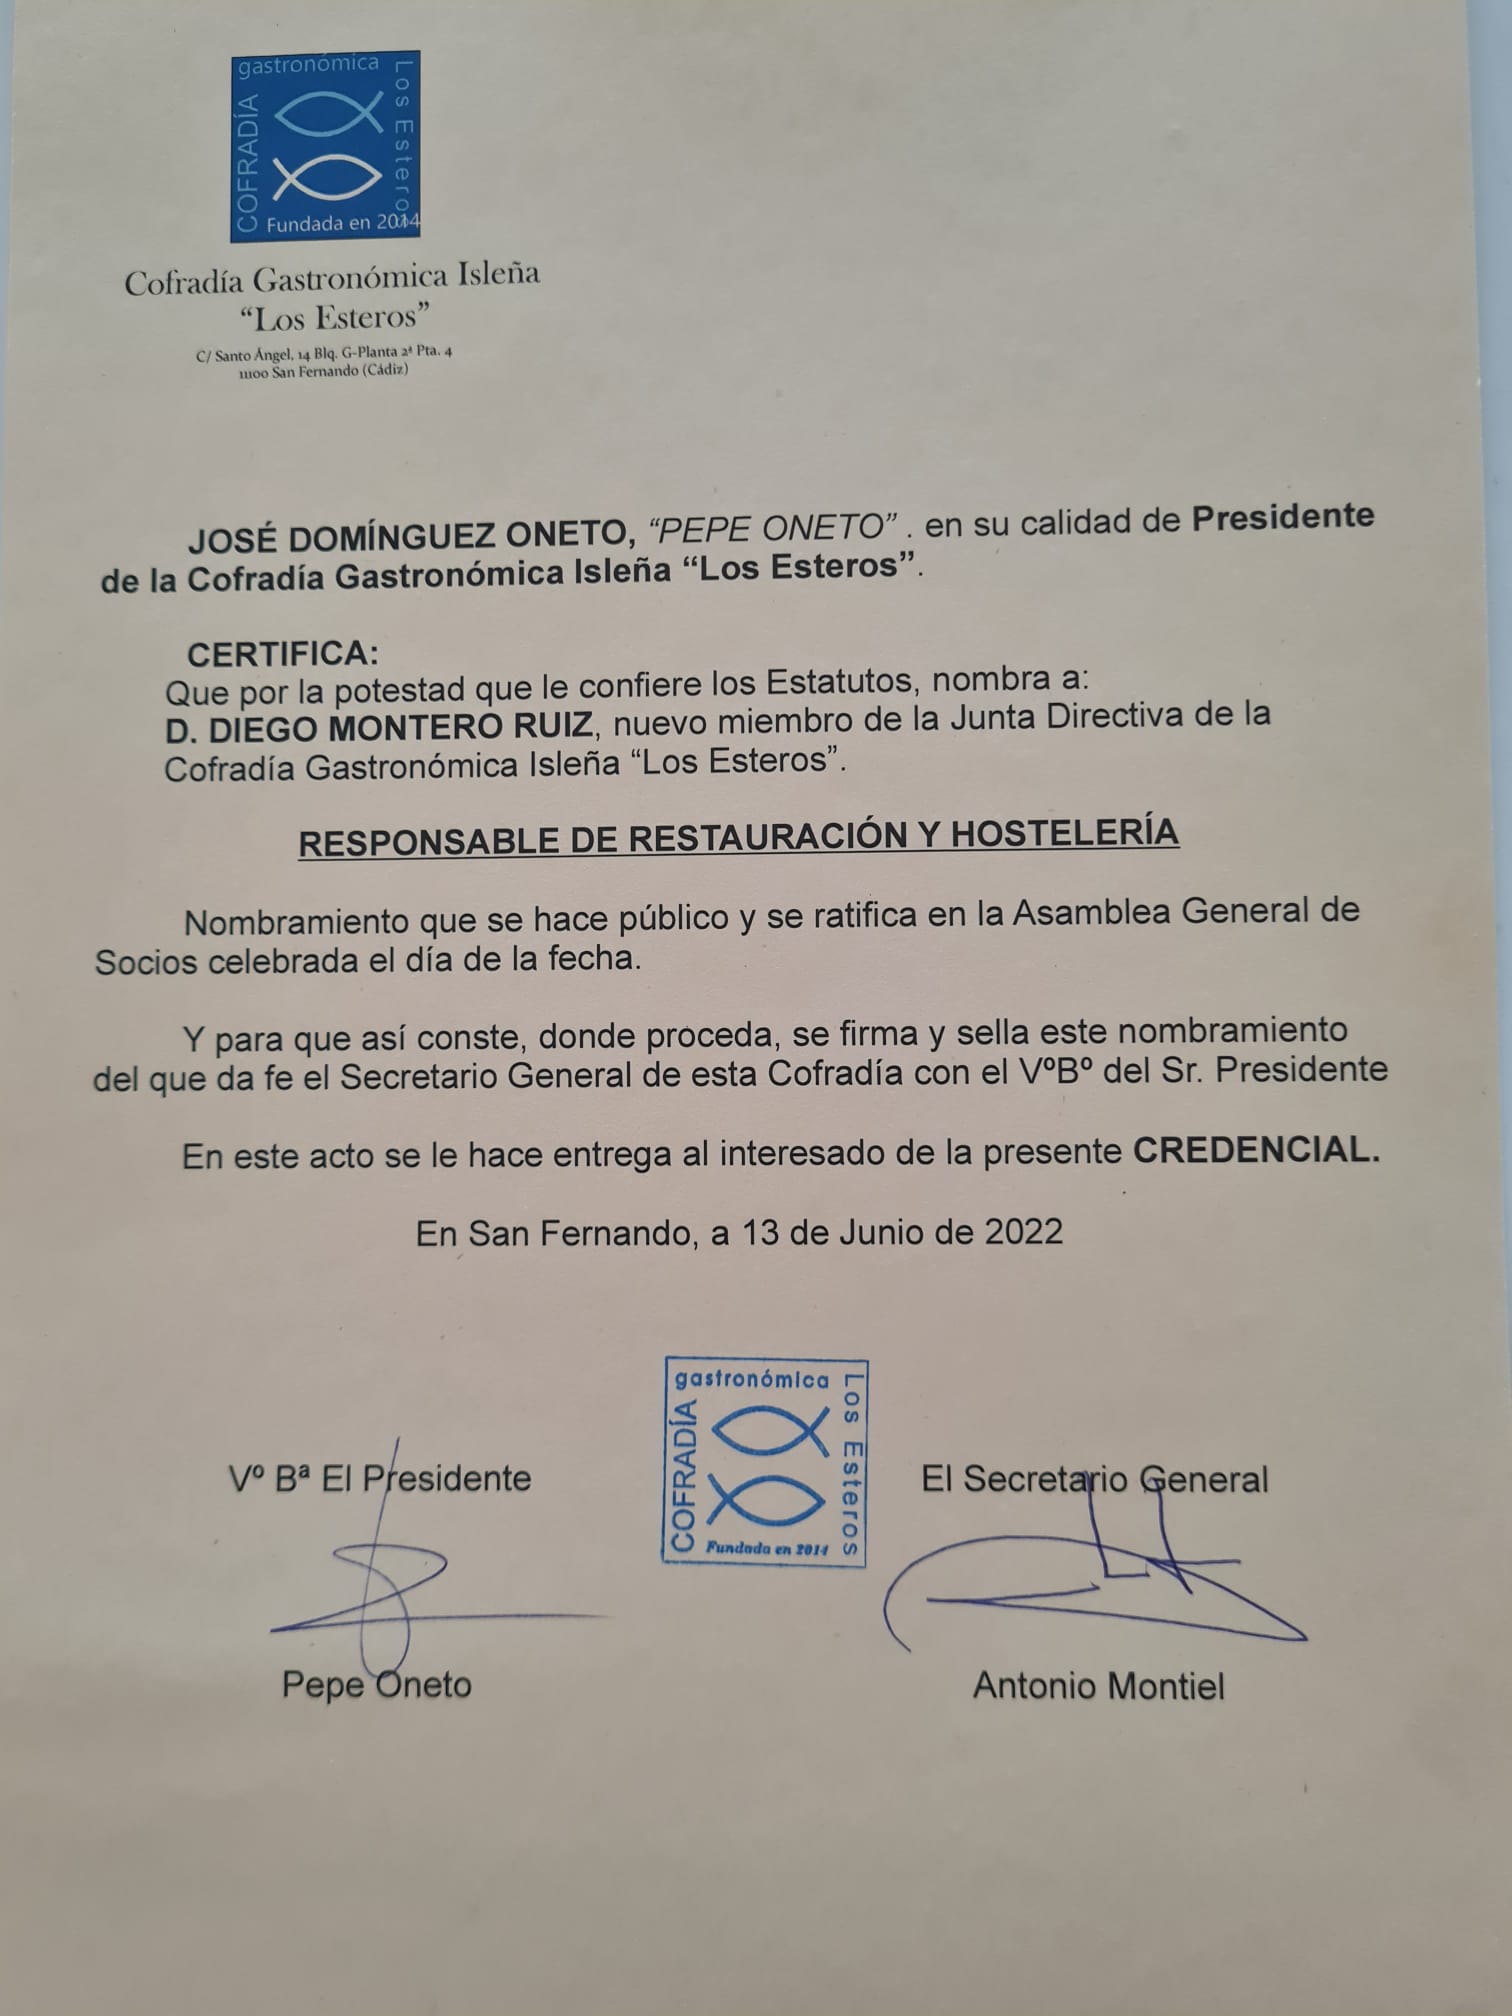 gastronómica
COFRADÍA
Los Esteros
Fundada en 2014
Cofradía Gastronómica Isleña
“Los Esteros”
C/ Santo Ángel, 14 Blq. G-Planta 2ª Pta. 4
11100 San Fernando (Cádiz)
JOSÉ DOMÍNGUEZ ONETO, “PEPE ONETO” . en su calidad de Presidente
de la Cofradía Gastronómica Isleña “Los Esteros”.
CERTIFICA:
Que por la potestad que le confiere los Estatutos, nombra a:
D. DIEGO MONTERO RUIZ, nuevo miembro de la Junta Directiva de la
Cofradía Gastronómica Isleña “Los Esteros”.
RESPONSABLE DE RESTAURACIÓN Y HOSTELERÍA
Nombramiento que se hace público y se ratifica en la Asamblea General de
Socios celebrada el día de la fecha.
Y para que así conste, donde proceda, se firma y sella este nombramiento
del que da fe el Secretario General de esta Cofradía con el VºBº del Sr. Presidente
En este acto se le hace entrega al interesado de la presente CREDENCIAL.
En San Fernando, a 13 de Junio de 2022
gastronómica
COFRADÍA
Los Esteros
Fundada en 2014
Vº Bª El Presidente
El Secretario General
Pepe Oneto
Antonio Montiel